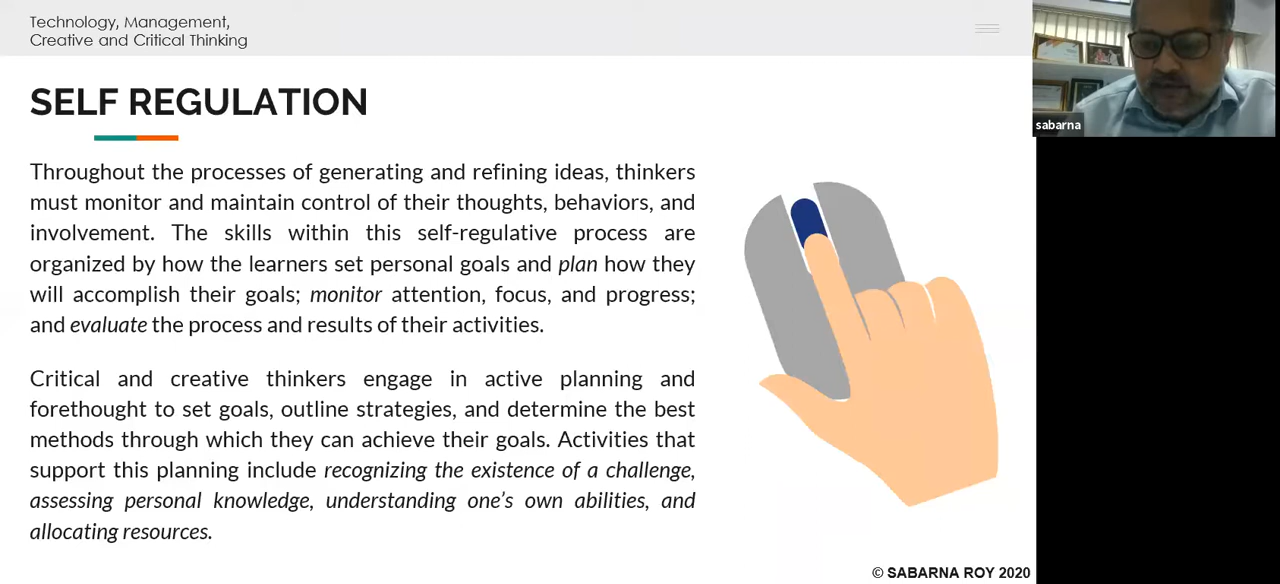 Technology, Management,
Creative and Critical Thinking
SELF REGULATION
Throughout the processes of generating and refining ideas, thinkers
must monitor and maintain control of their thoughts, behaviors, and
involvement. The skills within this self-regulative process are
organized by how the learners set personal goals and plan how they
will accomplish their goals; monitor attention, focus, and progress;
and evaluate the process and results of their activities.
Critical and creative thinkers engage in active planning and
forethought to set goals, outline strategies, and determine the best
methods through which they can achieve their goals. Activities that
support this planning include recognizing the existence of a challenge,
assessing personal knowledge, understanding one’s own abilities, and
allocating resources.
© SABARNA ROY 2020
sabarna